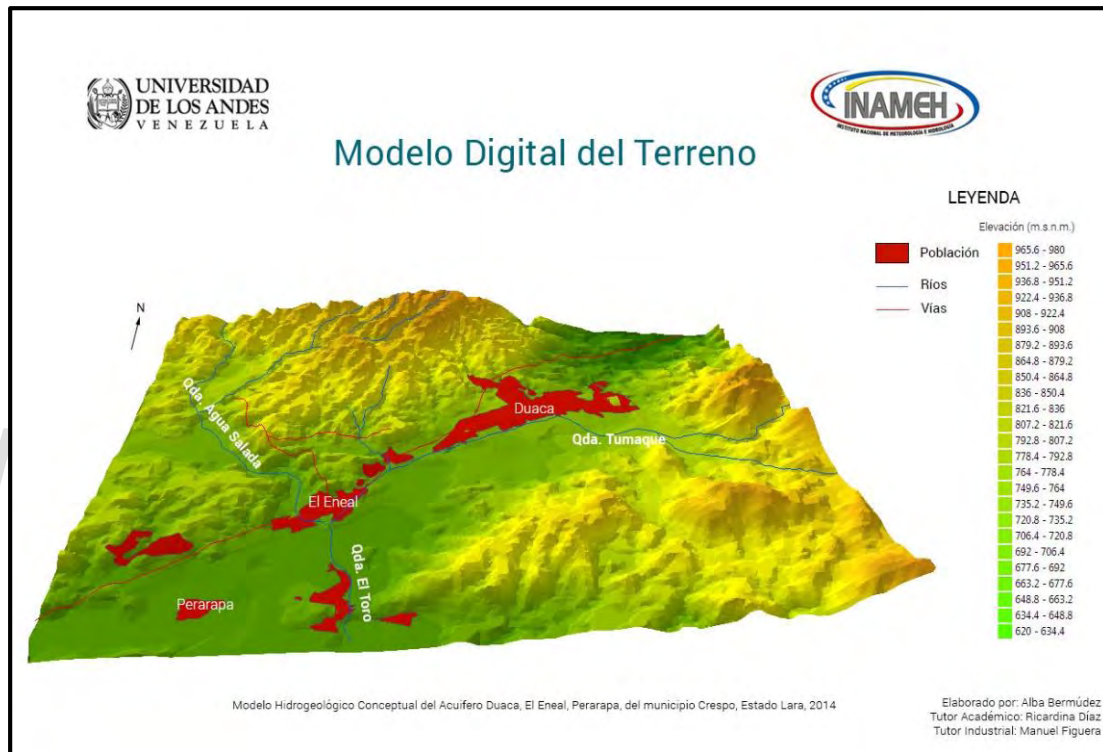 UNIVERSIDAD
DE LOS ANDES
VENEZUELA
INAMEH
INSTITUTO NACIONAL DE METEOROLOGÍA E HIDROLOGÍA
Modelo Digital del Terreno
LEYENDA
Elevación (m.s.n.m.)
Población
Ríos
Vías
965.6 - 980
951.2 - 965.6
936.8 - 951.2
922.4 - 936.8
908 - 922.4
893.6 - 908
879.2 - 893.6
864.8 - 879.2
850.4 - 864.8
836 - 850.4
821.6 - 836
807.2 - 821.6
792.8 - 807.2
778.4 - 792.8
764 - 778.4
749.6 - 764
735.2 - 749.6
720.8 - 735.2
706.4 - 720.8
692 - 706.4
677.6 - 692
663.2 - 677.6
648.8 - 663.2
634.4 - 648.8
620 - 634.4
N
Qda. Agua Salada
Duaca
Qda. Tumaque
El Eneal
Qda. El Toro
Perarapa
Modelo Hidrogeológico Conceptual del Acuifero Duaca, El Eneal, Perarapa, del municipio Crespo, Estado Lara, 2014
Elaborado por: Alba Bermúdez
Tutor Académico: Ricardina Díaz
Tutor Industrial: Manuel Figuera